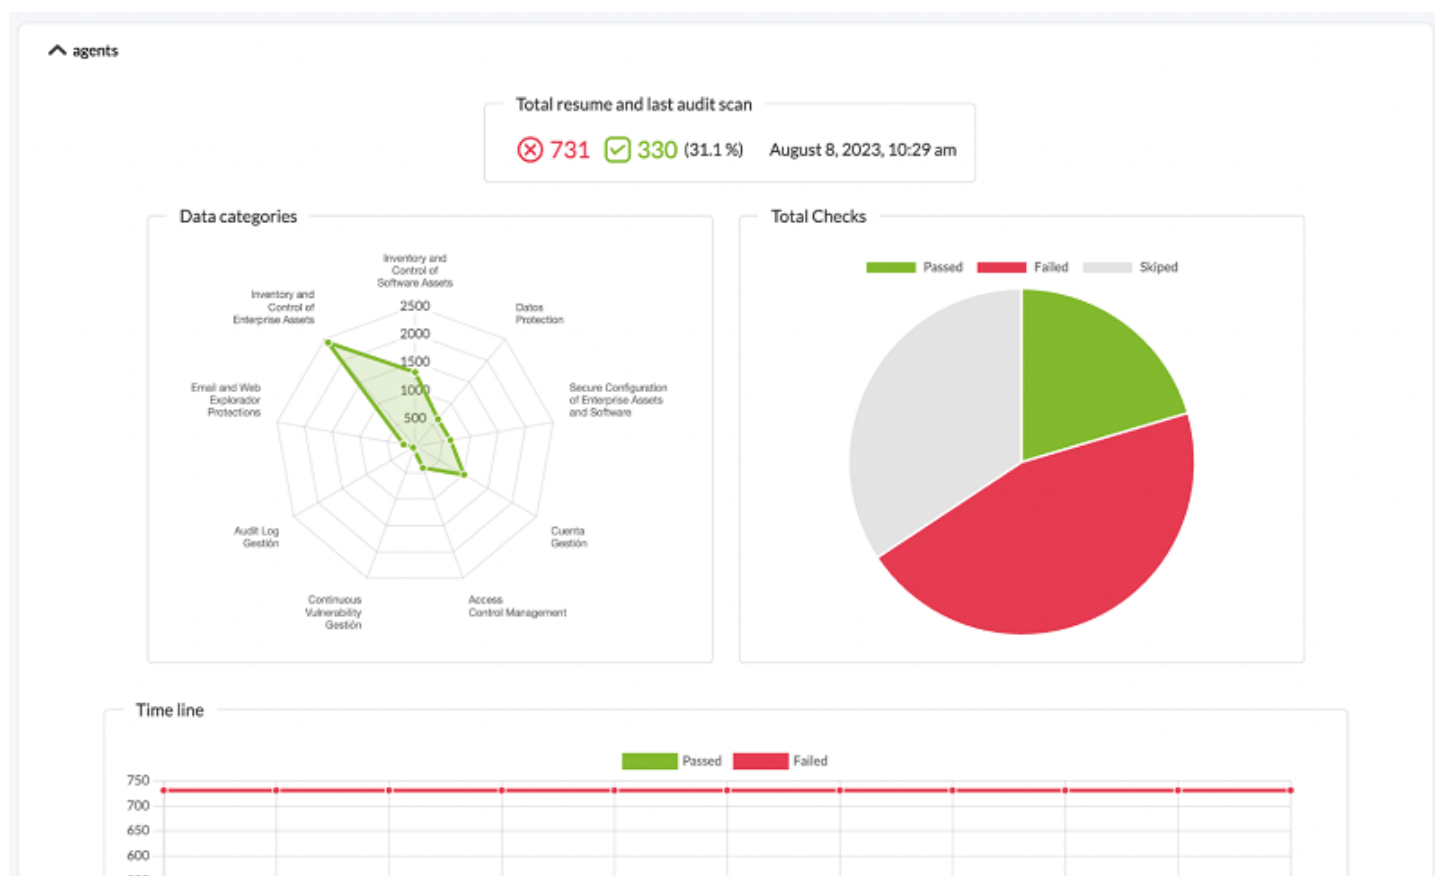 agents
Total resume and last audit scan
731 330 (31.1 %) August 8, 2023, 10:29 am
Data categories
Inventory and
Control of
Software Assets
Inventory and
Control of
Enterprise Assets
Datos
Protection
2500
2000
1500
1000
500
Email and Web
Explorador
Protections
Secure Configuration
of Enterprise Assets
and Software
Audit Log
Gestión
Cuenta
Gestión
Continuous
Vulnerability
Gestión
Access
Control Management
Total Checks
Passed Failed Skiped
Time line
Passed Failed
750
700
650
600